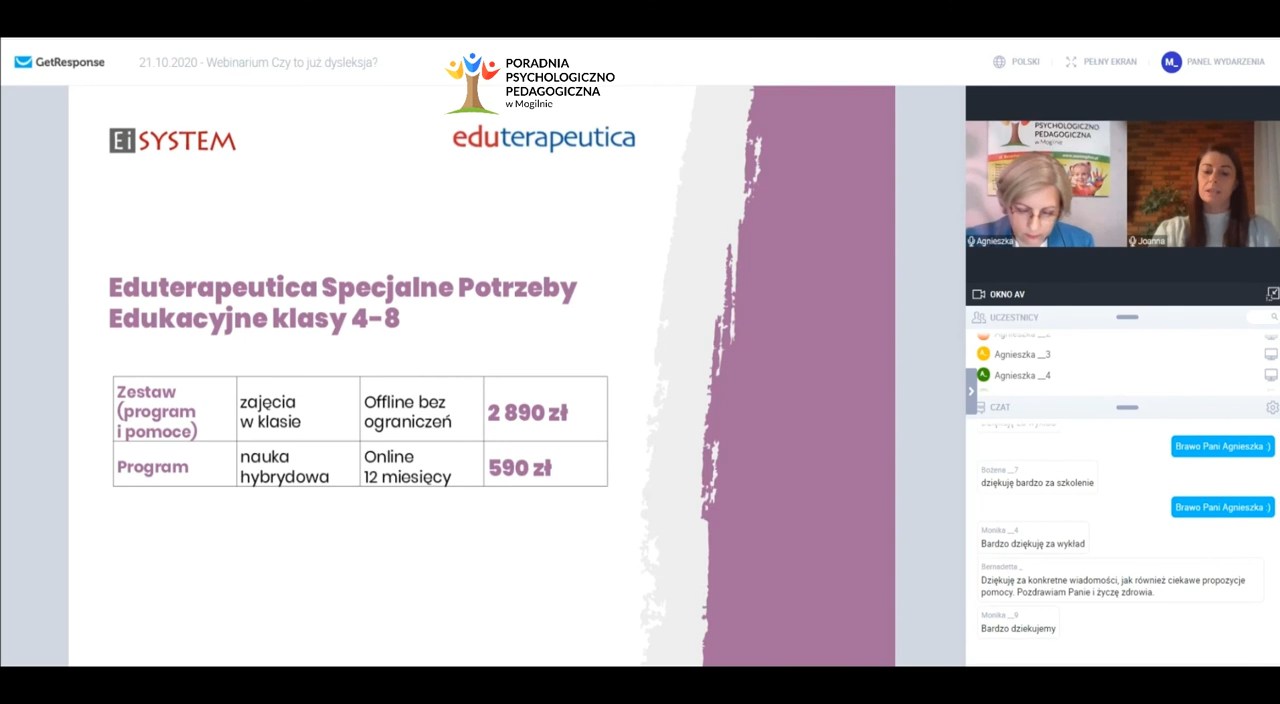 GetResponse
21.10.2020 - Webinarium Czy to już dysleksja?
PORADNIA
PSYCHOLOGICZNO
PEDAGOGICZNA
w Mogilnie
POLSKI
PEŁNY EKRAN
M_
PANEL WYDARZENIA
Ei SYSTEM
eduterapeutica
Eduterapeutica Specjalne Potrzeby
Edukacyjne klasy 4-8
Zestaw
(program
i pomoce)
zajęcia
w klasie
Offline bez
ograniczeń
2 890 zł
Program
nauka
hybrydowa
Online
12 miesięcy
590 zł
PSYCHOLOGICZNO
PEDAGOGICZNA
w Mogilnie
Agnieszka
Joanna
OKNO AV
UCZESTNICY
Agnieszka __2
A_
Agnieszka __3
A_
Agnieszka __4
CZAT
Brawo Pani Agnieszka :)
Bożena __7
dziękuję bardzo za szkolenie
Brawo Pani Agnieszka :)
Monika __4
Bardzo dziękuję za wykład
Bernadetta _
Dziękuję za konkretne wiadomości, jak również ciekawe propozycje
pomocy. Pozdrawiam Panie i życzę zdrowia.
Monika __9
Bardzo dziekujemy